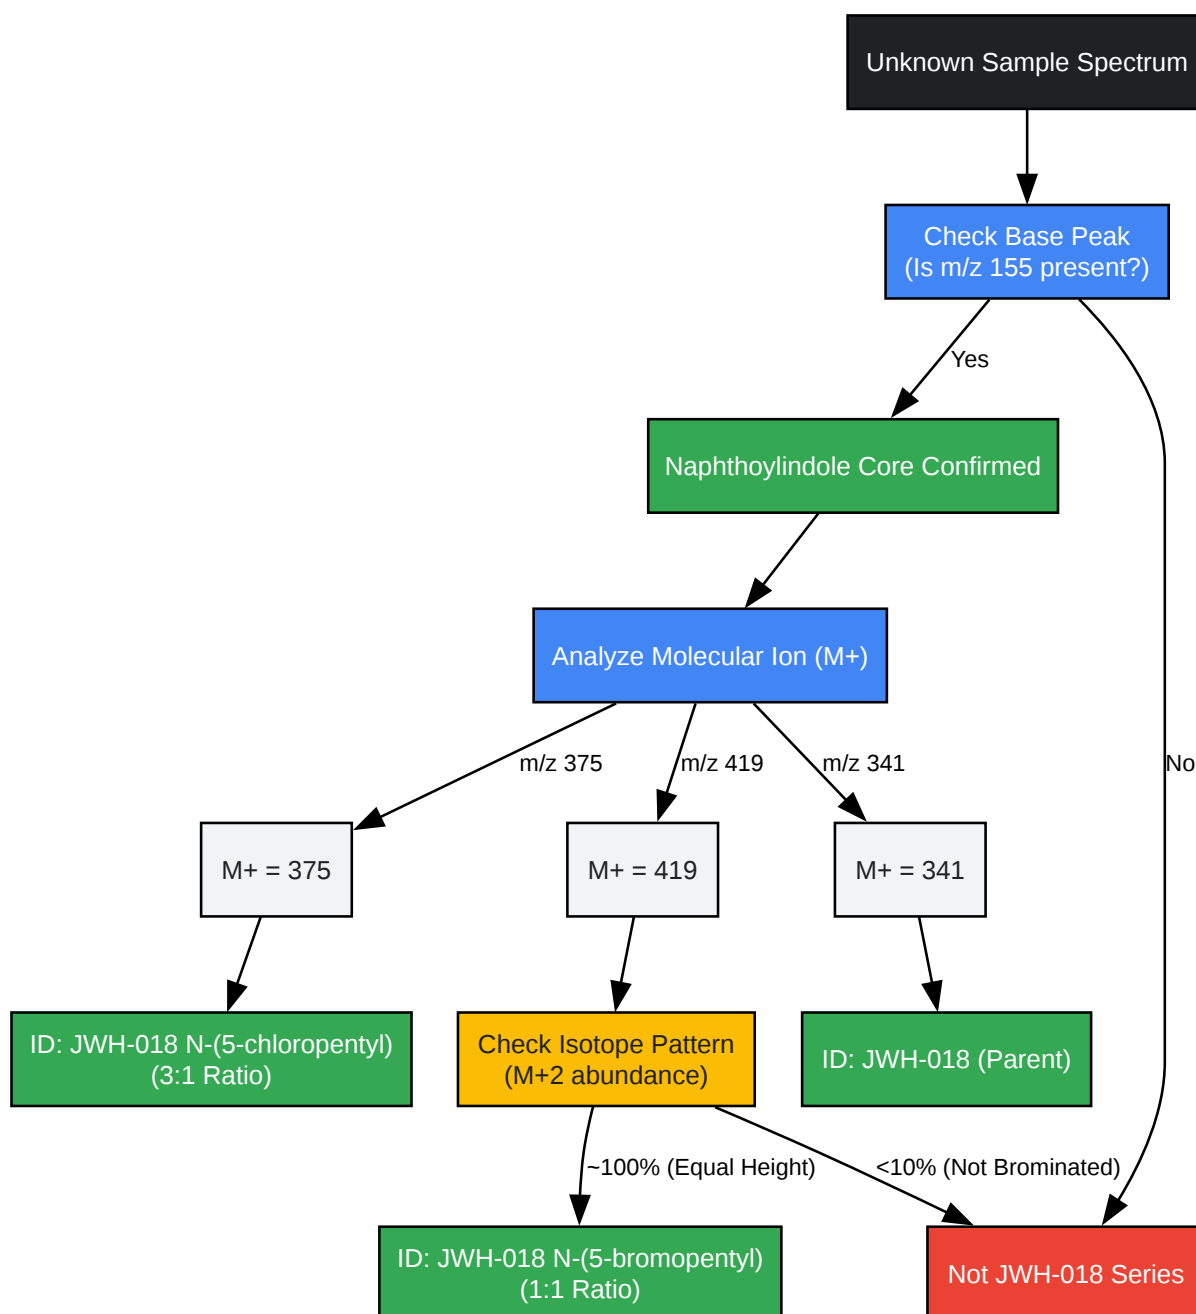 Unknown Sample Spectrum
Check Base Peak
(Is m/z 155 present?)
Yes
Naphthoylindole Core Confirmed
Analyze Molecular Ion (M+)
m/z 375
m/z 419
m/z 341
No
M+ = 375
M+ = 419
M+ = 341
ID: JWH-018 N-(5-chloropentyl)
(3:1 Ratio)
Check Isotope Pattern
(M+2 abundance)
ID: JWH-018 (Parent)
~100% (Equal Height)
<10% (Not Brominated)
ID: JWH-018 N-(5-bromopentyl)
(1:1 Ratio)
Not JWH-018 Series